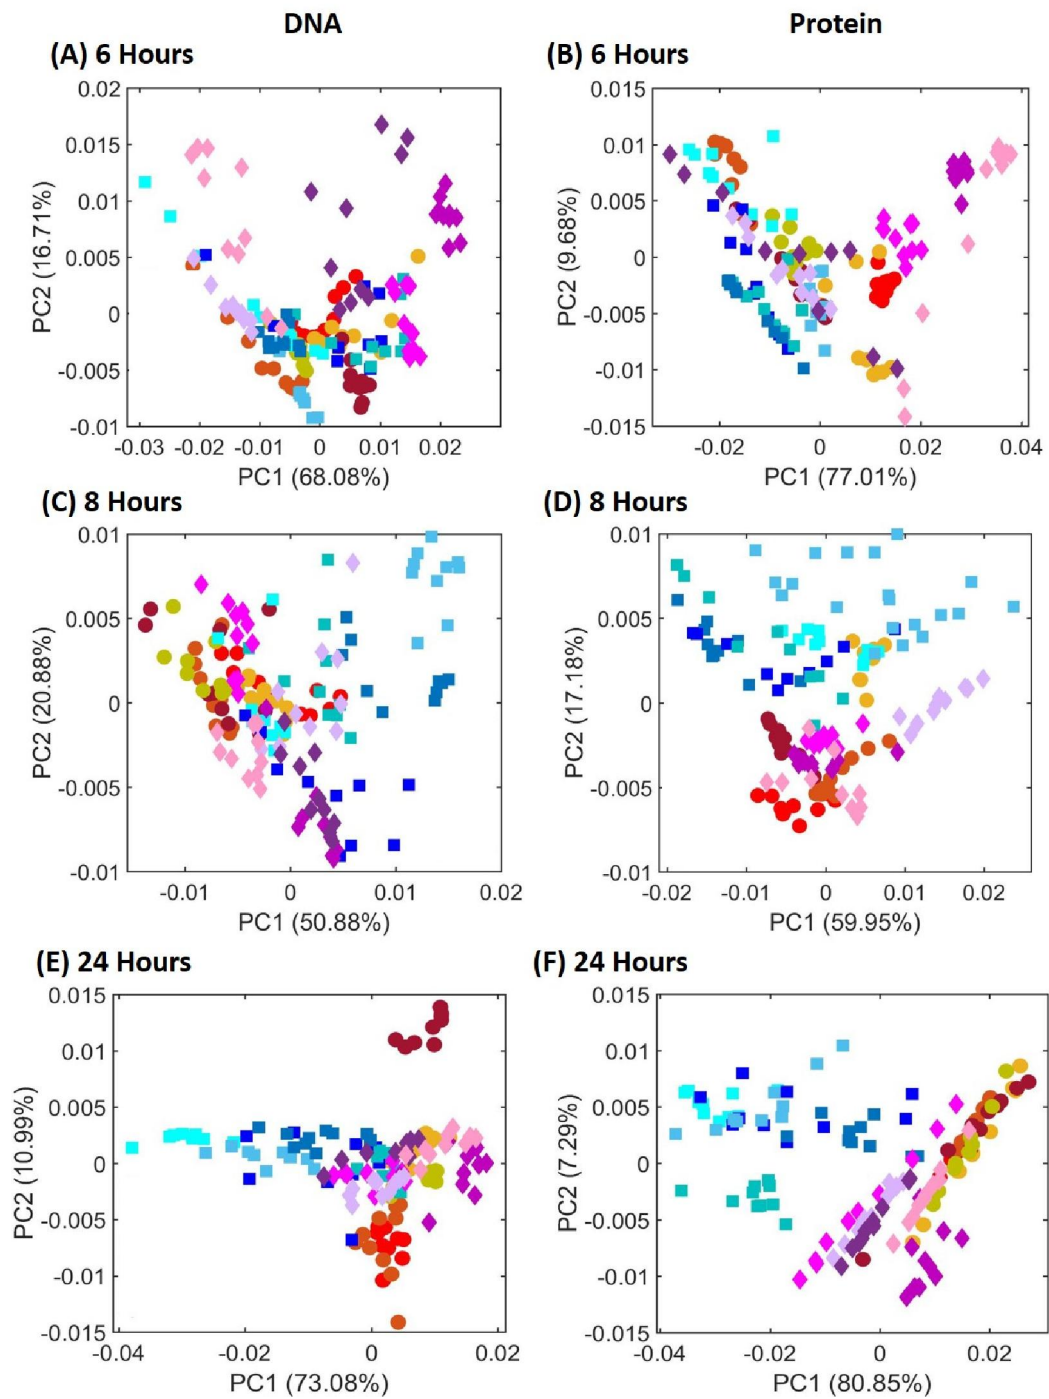 DNA
Protein
(A) 6 Hours
(B) 6 Hours
0.02
0.015
0.01
0.005
0
-0.005
-0.01
PC2 (16.71%)
-0.03 -0.02 -0.01 0 0.01 0.02
PC1 (68.08%)
0.015
0.01
0.005
0
-0.005
-0.01
-0.015
PC2 (9.68%)
-0.02 0 0.02 0.04
PC1 (77.01%)
(C) 8 Hours
(D) 8 Hours
0.01
0.005
0
-0.005
-0.01
PC2 (20.88%)
-0.01 0 0.01 0.02
PC1 (50.88%)
0.01
0.005
0
-0.005
-0.01
PC2 (17.18%)
-0.02 -0.01 0 0.01 0.02
PC1 (59.95%)
(E) 24 Hours
(F) 24 Hours
0.015
0.01
0.005
0
-0.005
-0.01
-0.015
PC2 (10.99%)
-0.04 -0.02 0 0.02
PC1 (73.08%)
0.015
0.01
0.005
0
-0.005
-0.01
-0.015
PC2 (7.29%)
-0.04 -0.02 0 0.02
PC1 (80.85%)